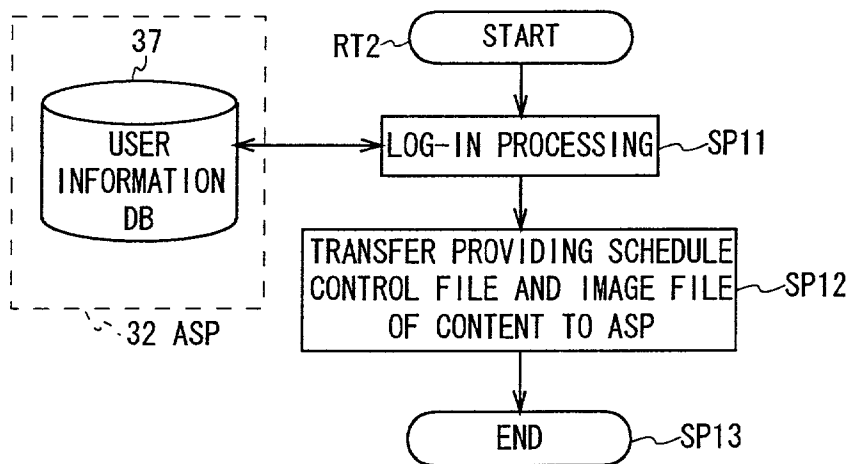 RT2
START
37
USER
INFORMATION
DB
LOG-IN PROCESSING
SP11
TRANSFER PROVIDING SCHEDULE
CONTROL FILE AND IMAGE FILE
OF CONTENT TO ASP
SP12
32 ASP
END
SP13